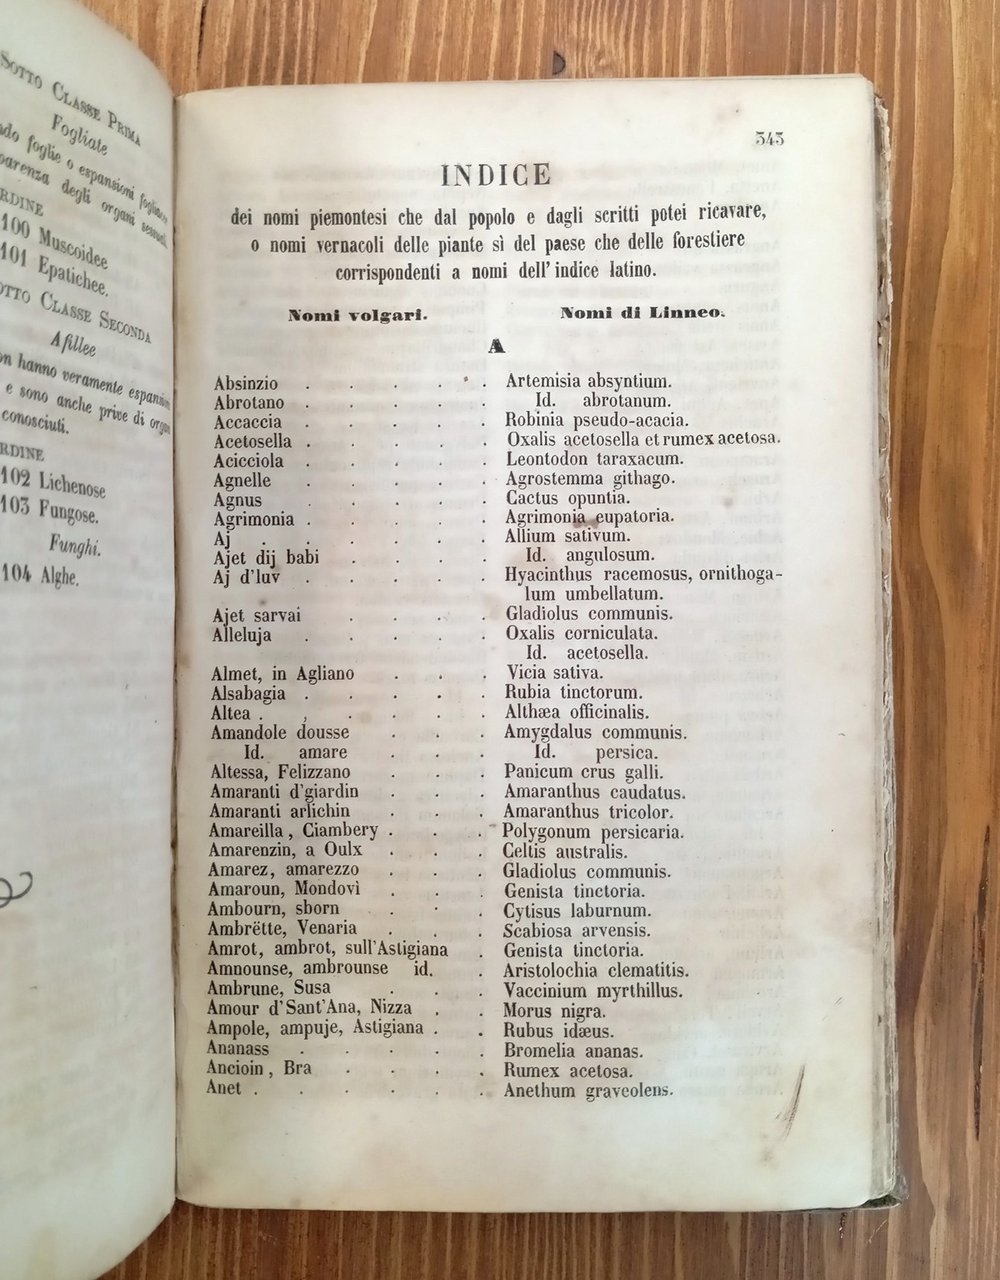 SOTTO CLASSE PRIMA
Fogliate
foglie o espansioni
degli organi
100 Muscoidee
101 Epatichee.
CLASSE SECONDA
Afillee
hanno veramente
e sono anche prive di
conosciuti.
102 Lichenose
103 Fungose.
Funghi.
104 Alghe.
343
INDICE
dei nomi piemontesi che dal popolo e dagli scritti potei ricavare,
o nomi vernacoli delle piante sì del paese che delle forestiere
corrispondenti a nomi dell'indice latino.
Nomi volgari. Nomi di Linneo.
A
Absinzio . . . . . Artemisia absyntium.
Abrotano . . . . . Id. abrotanum.
Accaccia . . . . . Robinia pseudo-acacia.
Acetosella . . . . . Oxalis acetosella et rumex acetosa.
Acicciola . . . . . Leontodon taraxacum.
Agnelle . . . . . Agrostemma githago.
Agnus . . . . . Cactus opuntia.
Agrimonia . . . . . Agrimonia eupatoria.
Aj . . . . . . Allium sativum.
Ajet dij babi . . . . Id. angulosum.
Aj d'luv . . . . . Hyacinthus racemosus, ornithoga-
lum umbellatum.
Ajet sarvai . . . . Gladiolus communis.
Alleluja . . . . . Oxalis corniculata.
Id. acetosella.
Almet, in Agliano . . . Vicia sativa.
Alsabagia . . . . . Rubia tinctorum.
Altea . . . . . . Althæa officinalis.
Amandole dousse . . . Amygdalus communis.
Id. amare . . . Id. persica.
Altessa, Felizzano . . . Panicum crus galli.
Amaranti d'giardin . . . Amaranthus caudatus.
Amaranti arlichin . . . Amaranthus tricolor.
Amareilla, Ciambery . . . Polygonum persicaria.
Amarenzin, a Oulx . . . Celtis australis.
Amarez, amarezzo . . . Gladiolus communis.
Amaroun, Mondovì . . . Genista tinctoria.
Ambourn, sborn . . . Cytisus laburnum.
Ambrëtte, Venaria . . . Scabiosa arvensis.
Amrot, ambrot, sull'Astigiana . Genista tinctoria.
Amnounse, ambrounse id. . Aristolochia clematitis.
Ambrune, Susa . . . Vaccinium myrthillus.
Amour d'Sant'Ana, Nizza . . Morus nigra.
Ampole, ampuje, Astigiana . . Rubus idæus.
Ananass . . . . . Bromelia ananas.
Ancioin, Bra . . . . Rumex acetosa.
Anet . . . . . . Anethum graveolens.